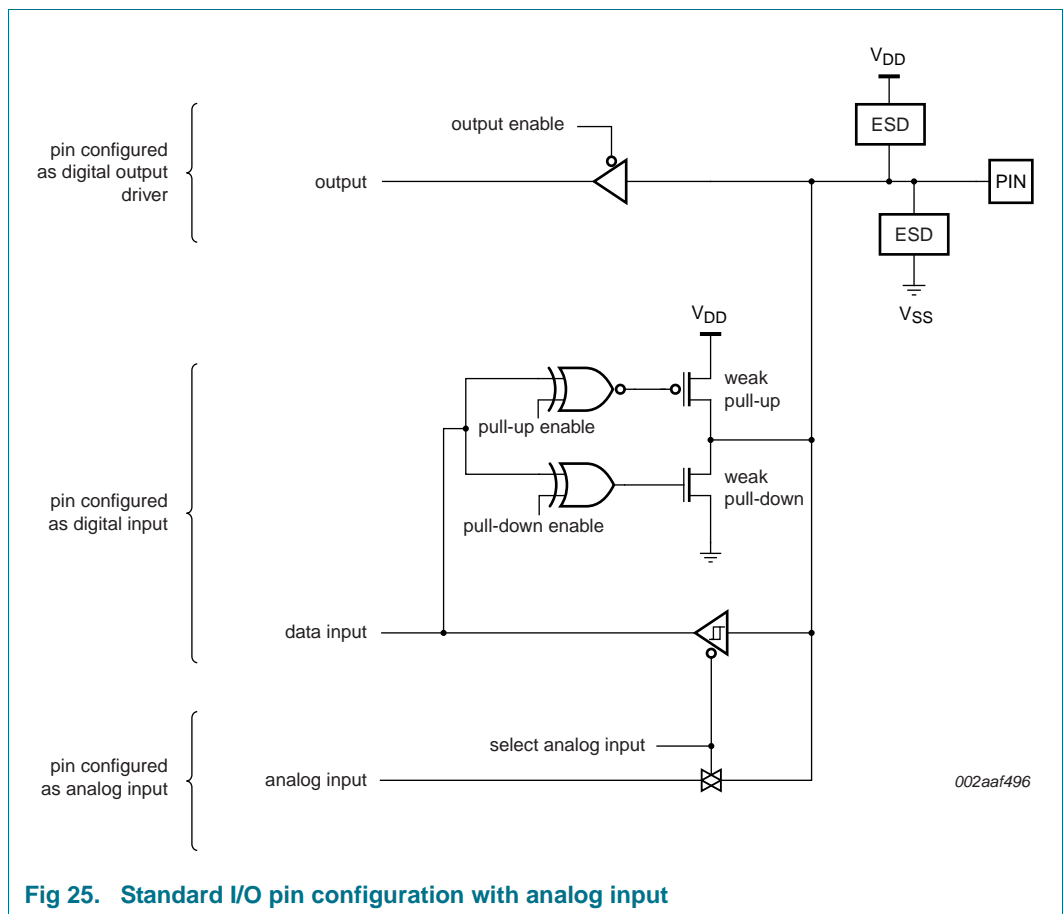 VDD
ESD
output enable
pin configured
as digital output
driver
output
PIN
ESD
VSS
VDD
weak
pull-up
pull-up enable
weak
pull-down
pin configured
as digital input
pull-down enable
data input
select analog input
pin configured
as analog input
analog input
002aaf496
Fig 25. Standard I/O pin configuration with analog input